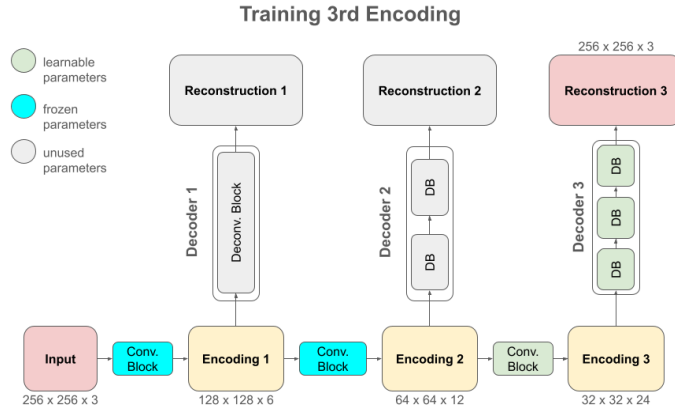 Training 3rd Encoding
learnable
parameters
frozen
parameters
unused
parameters
256 x 256 x 3
Reconstruction 1
Reconstruction 2
Reconstruction 3
Decoder 1
Deconv. Block
Decoder 2
DB
DB
Decoder 3
DB
DB
DB
Input
Conv.
Block
Encoding 1
Conv.
Block
Encoding 2
Conv.
Block
Encoding 3
256 x 256 x 3
128 x 128 x 6
64 x 64 x 12
32 x 32 x 24